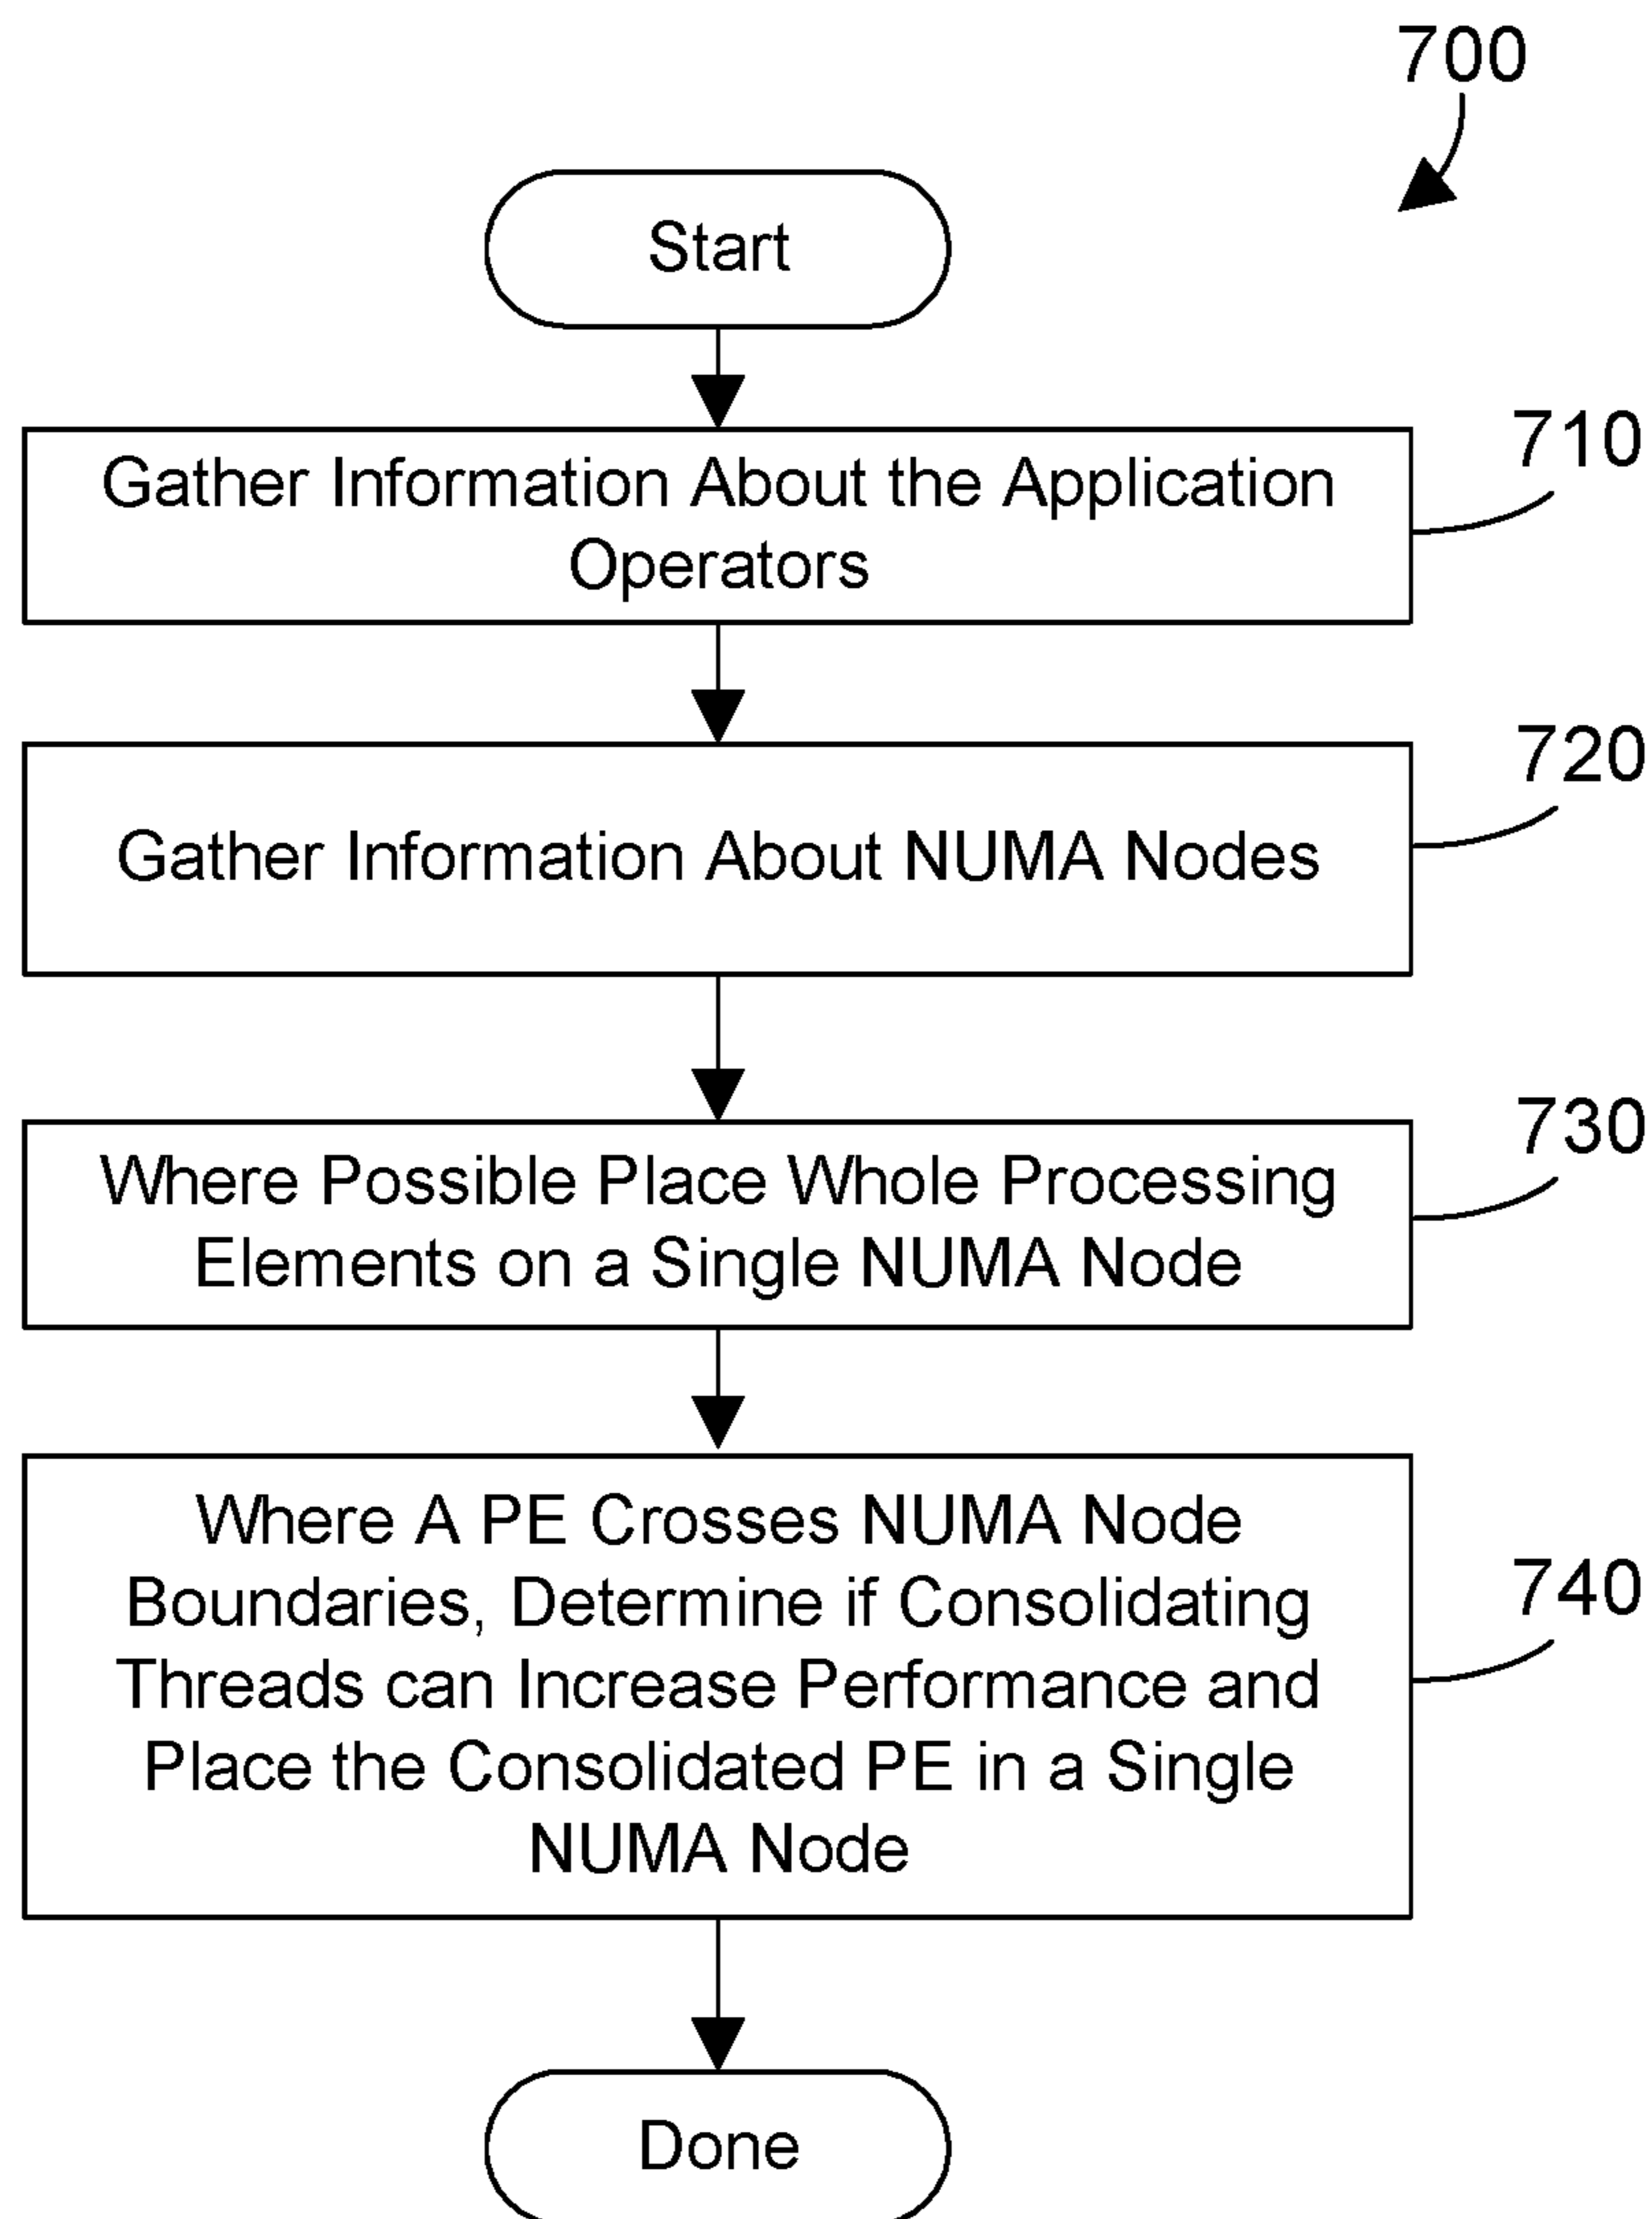 700
Start
710
Gather Information About the Application
Operators
720
Gather Information About NUMA Nodes
730
Where Possible Place Whole Processing
Elements on a Single NUMA Node
Where A PE Crosses NUMA Node
Boundaries, Determine if Consolidating
740
Threads can Increase Performance and
Place the Consolidated PE in a Single
NUMA Node
Done